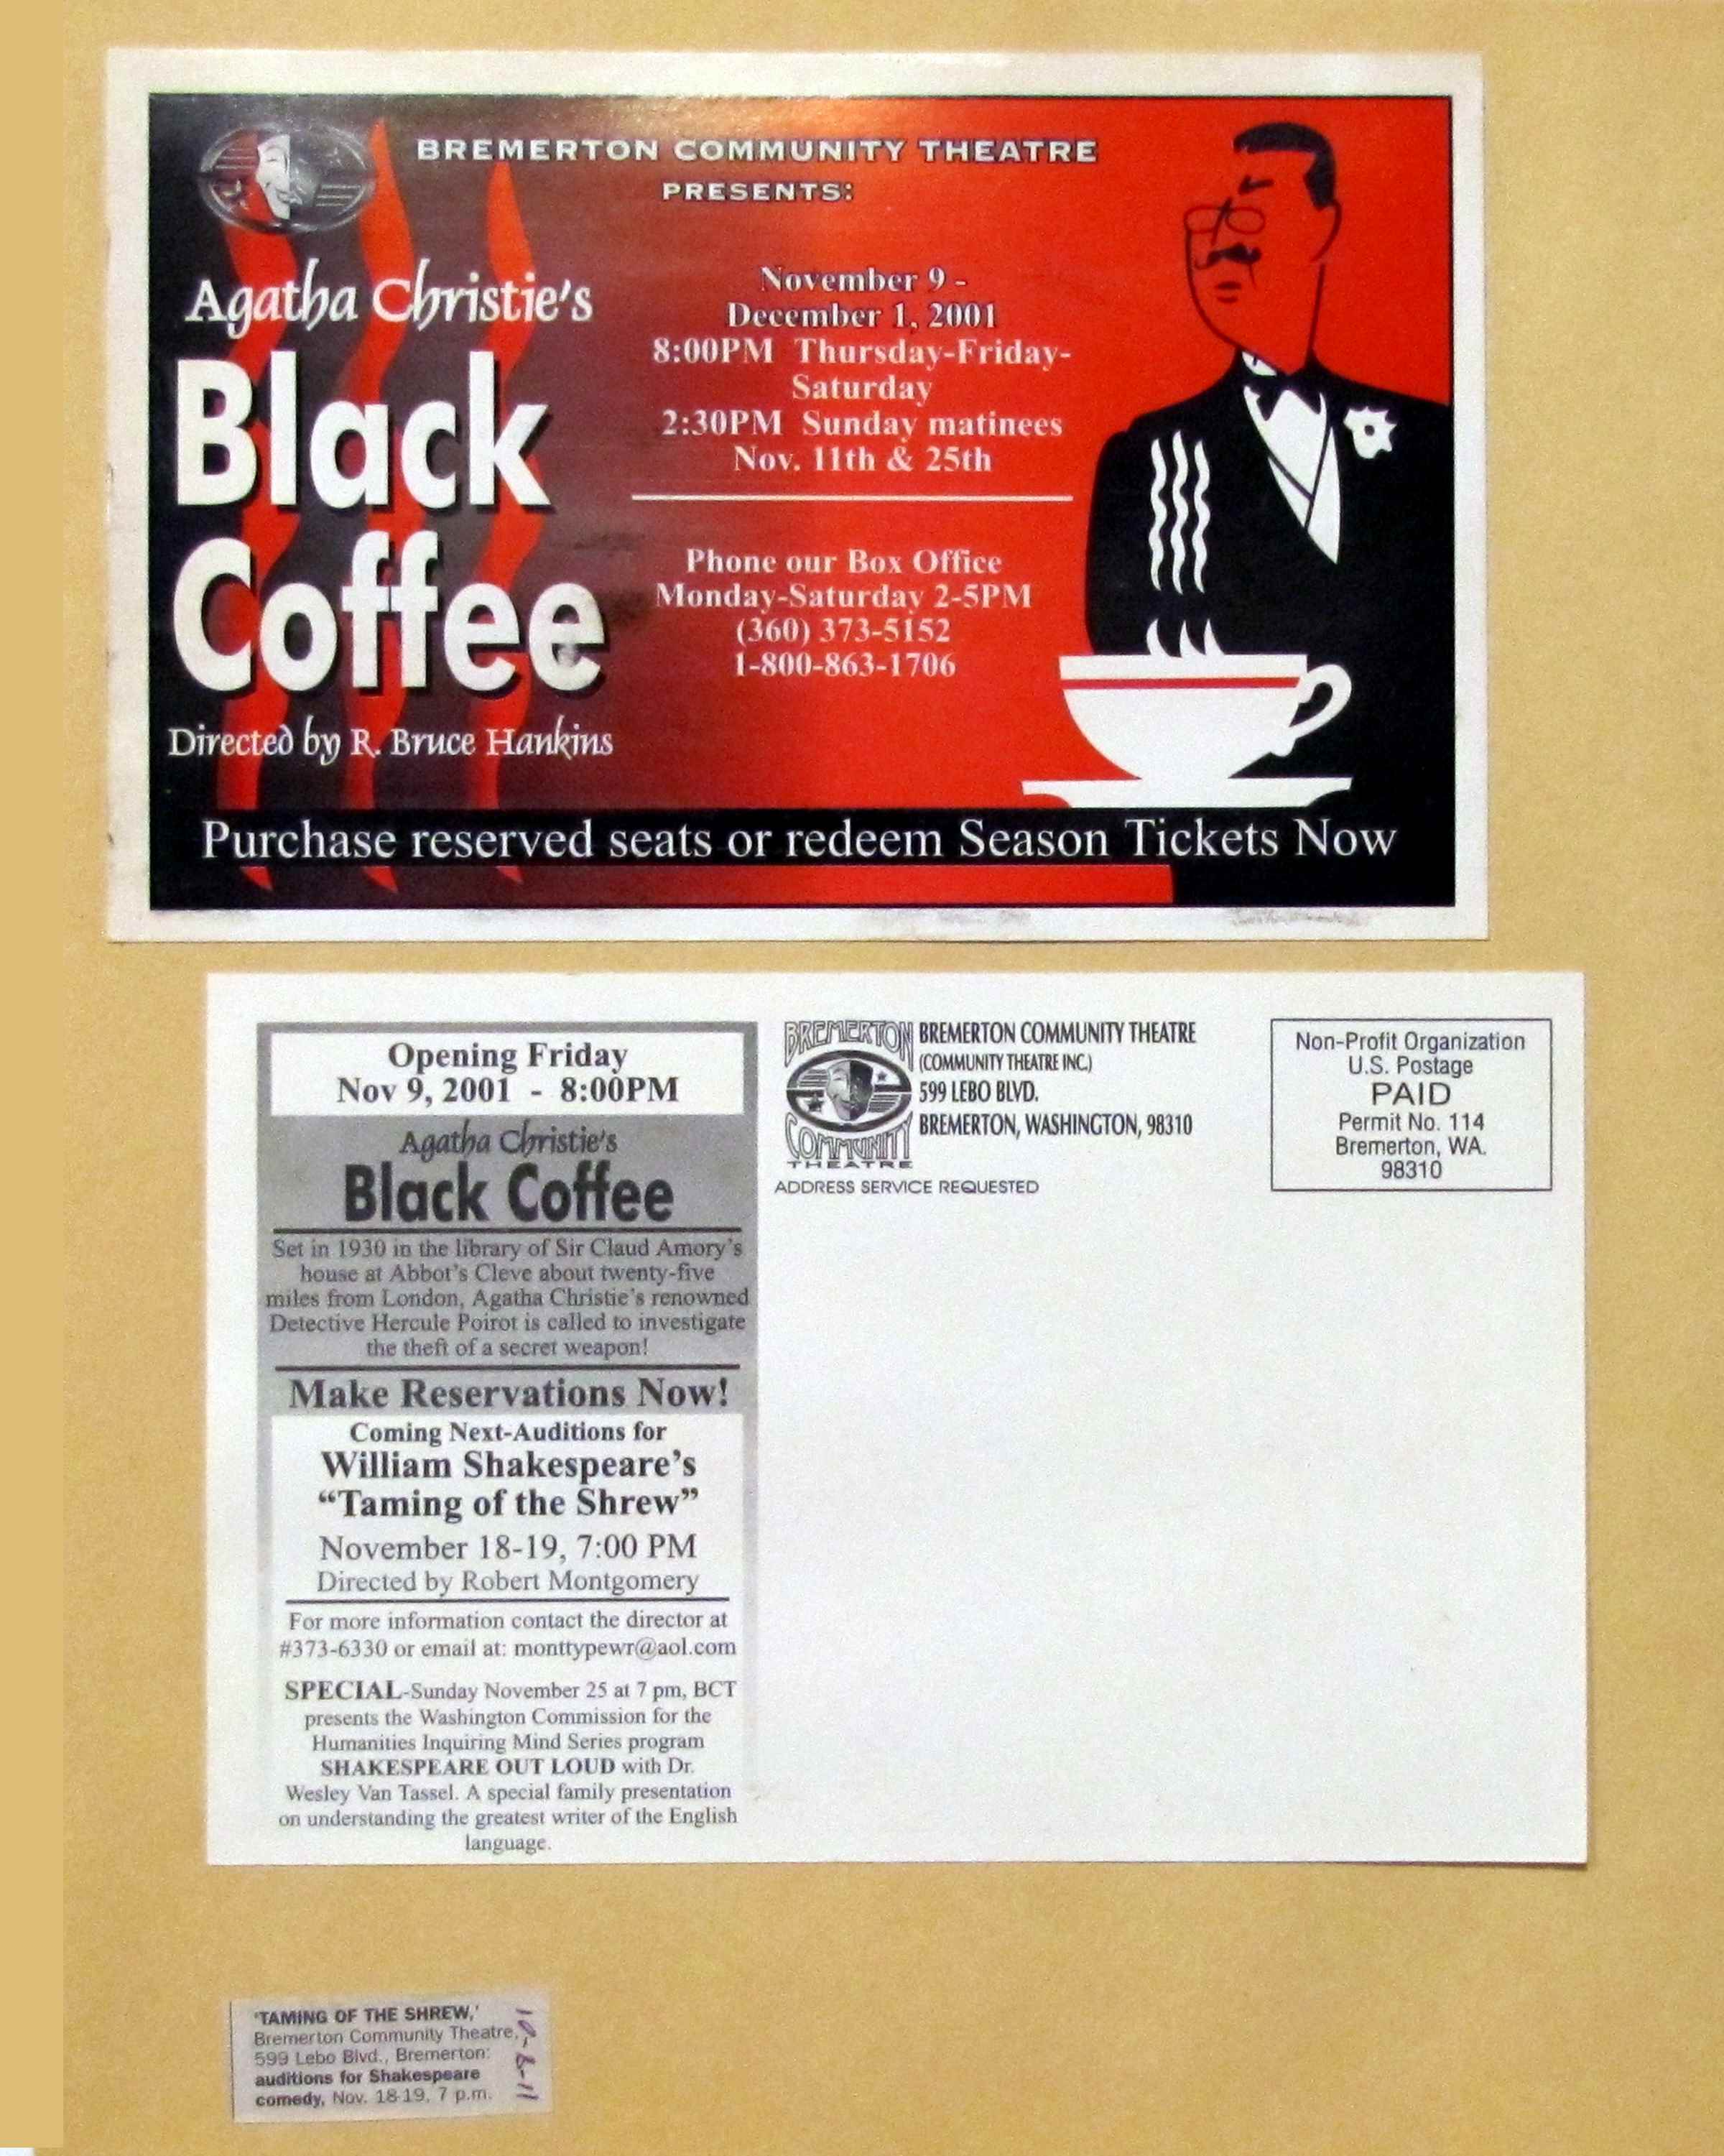 BREMERTON COMMUNITY THEATRE
PRESENTS:
Agatha Christie's
Black
Coffee
Directed by R. Bruce Hankins
November 9 -
December 1, 2001
8:00PM Thursday-Friday-
Saturday
2:30PM Sunday matinees
Nov. 11th & 25th
Phone our Box Office
Monday-Saturday 2-5PM
(360) 373-5152
1-800-863-1706
Purchase reserved seats or redeem Season Tickets Now
Opening Friday
Nov 9, 2001 - 8:00PM
Agatha Christie's
Black Coffee
Set in 1930 in the library of Sir Claud Amory's
house at Abbot's Cleve about twenty-five
miles from London, Agatha Christie's renowned
Detective Hercule Poirot is called to investigate
the theft of a secret weapon!
Make Reservations Now!
Coming Next-Auditions for
William Shakespeare's
“Taming of the Shrew”
November 18-19, 7:00 PM
Directed by Robert Montgomery
For more information contact the director at
#373-6330 or email at: monttypewr@aol.com
SPECIAL-Sunday November 25 at 7 pm, BCT
presents the Washington Commission for the
Humanities Inquiring Mind Series program
SHAKESPEARE OUT LOUD with Dr.
Wesley Van Tassel. A special family presentation
on understanding the greatest writer of the English
language.
BREMERTON
COMMUNITY
THEATRE
BREMERTON COMMUNITY THEATRE
(COMMUNITY THEATRE INC.)
599 LEBO BLVD.
BREMERTON, WASHINGTON, 98310
ADDRESS SERVICE REQUESTED
Non-Profit Organization
U.S. Postage
PAID
Permit No. 114
Bremerton, WA.
98310
'TAMING OF THE SHREW,'
Bremerton Community Theatre,
599 Lebo Blvd., Bremerton:
auditions for Shakespeare
comedy, Nov. 18-19, 7 p.m.